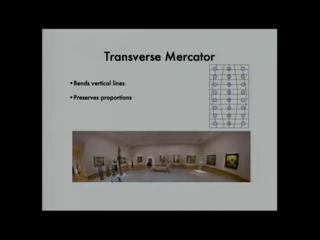 Transverse Mercator
•Bends vertical lines
•Preserves proportions